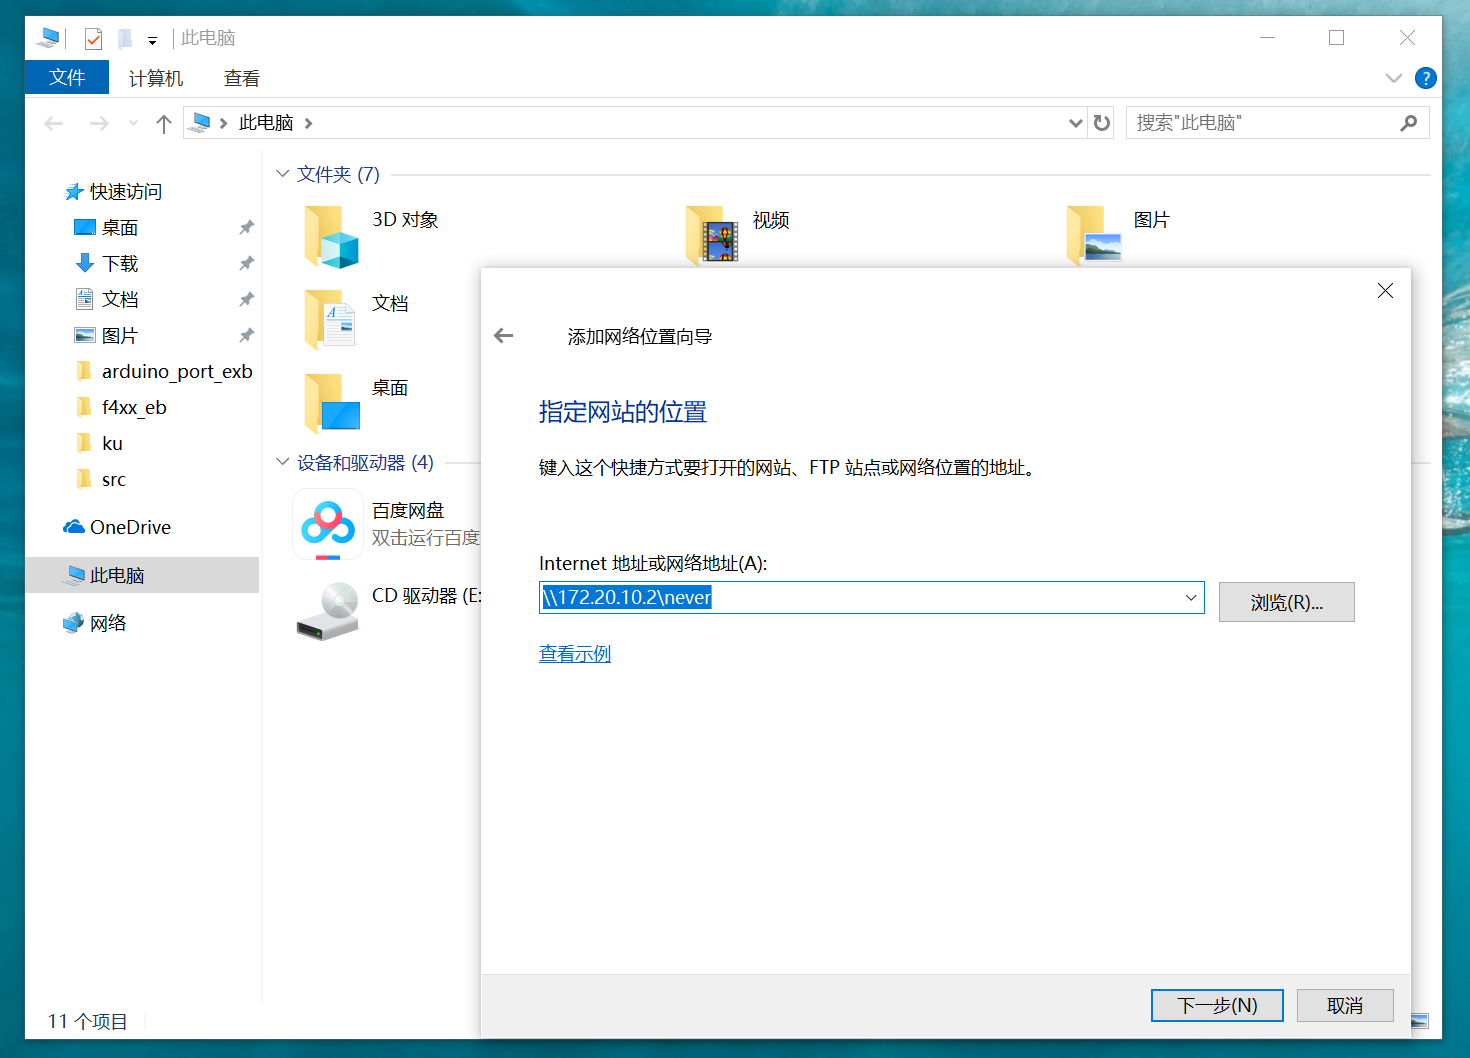 此电脑
文件
计算机
查看
此电脑
搜索"此电脑"
快速访问
桌面
下载
文档
图片
arduino_port_exb
f4xx_eb
ku
src
OneDrive
此电脑
网络
文件夹 (7)
3D 对象
视频
图片
文档
桌面
设备和驱动器 (4)
百度网盘
双击运行百度
CD 驱动器 (E:
添加网络位置向导
指定网站的位置
键入这个快捷方式要打开的网站、FTP 站点或网络位置的地址。
Internet 地址或网络地址(A):
\\172.20.10.2\never
浏览(R)...
查看示例
下一步(N)
取消
11 个项目